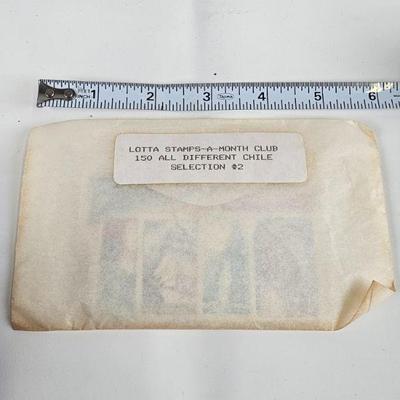 1 2 3 4 5 6
LOTTA STAMPS-A-MONTH CLUB
150 ALL DIFFERENT CHILE
SELECTION #2